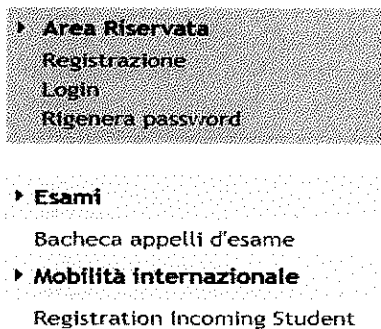 Area Riservata
Registrazione
Login
Rigenera password
Esami
Bacheca appelli d'esame
Mobilità internazionale
Registration Incoming Student